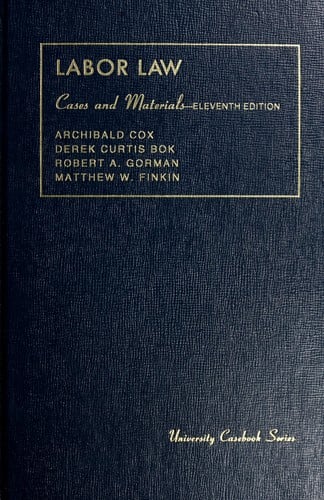 LABOR LAW
Cases and Materials—ELEVENTH EDITION
ARCHIBALD COX
DEREK CURTIS BOK
ROBERT A. GORMAN
MATTHEW W. FINKIN
University Casebook Series